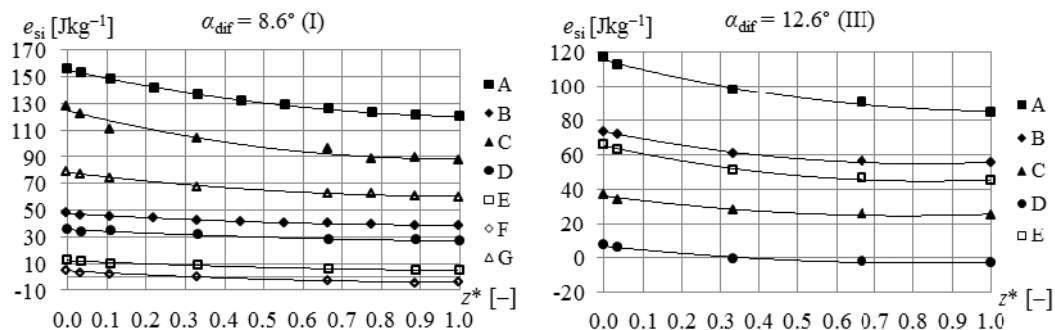 e_si [Jkg⁻¹] α_dif = 8.6° (I)
170
150
130
110
90
70
50
30
10
-10
0.0 0.1 0.2 0.3 0.4 0.5 0.6 0.7 0.8 0.9 1.0
z* [–]
A
B
C
D
E
F
G
e_si [Jkg⁻¹] α_dif = 12.6° (III)
120
100
80
60
40
20
0
-20
0.0 0.1 0.2 0.3 0.4 0.5 0.6 0.7 0.8 0.9 1.0
z* [–]
A
B
C
D
E